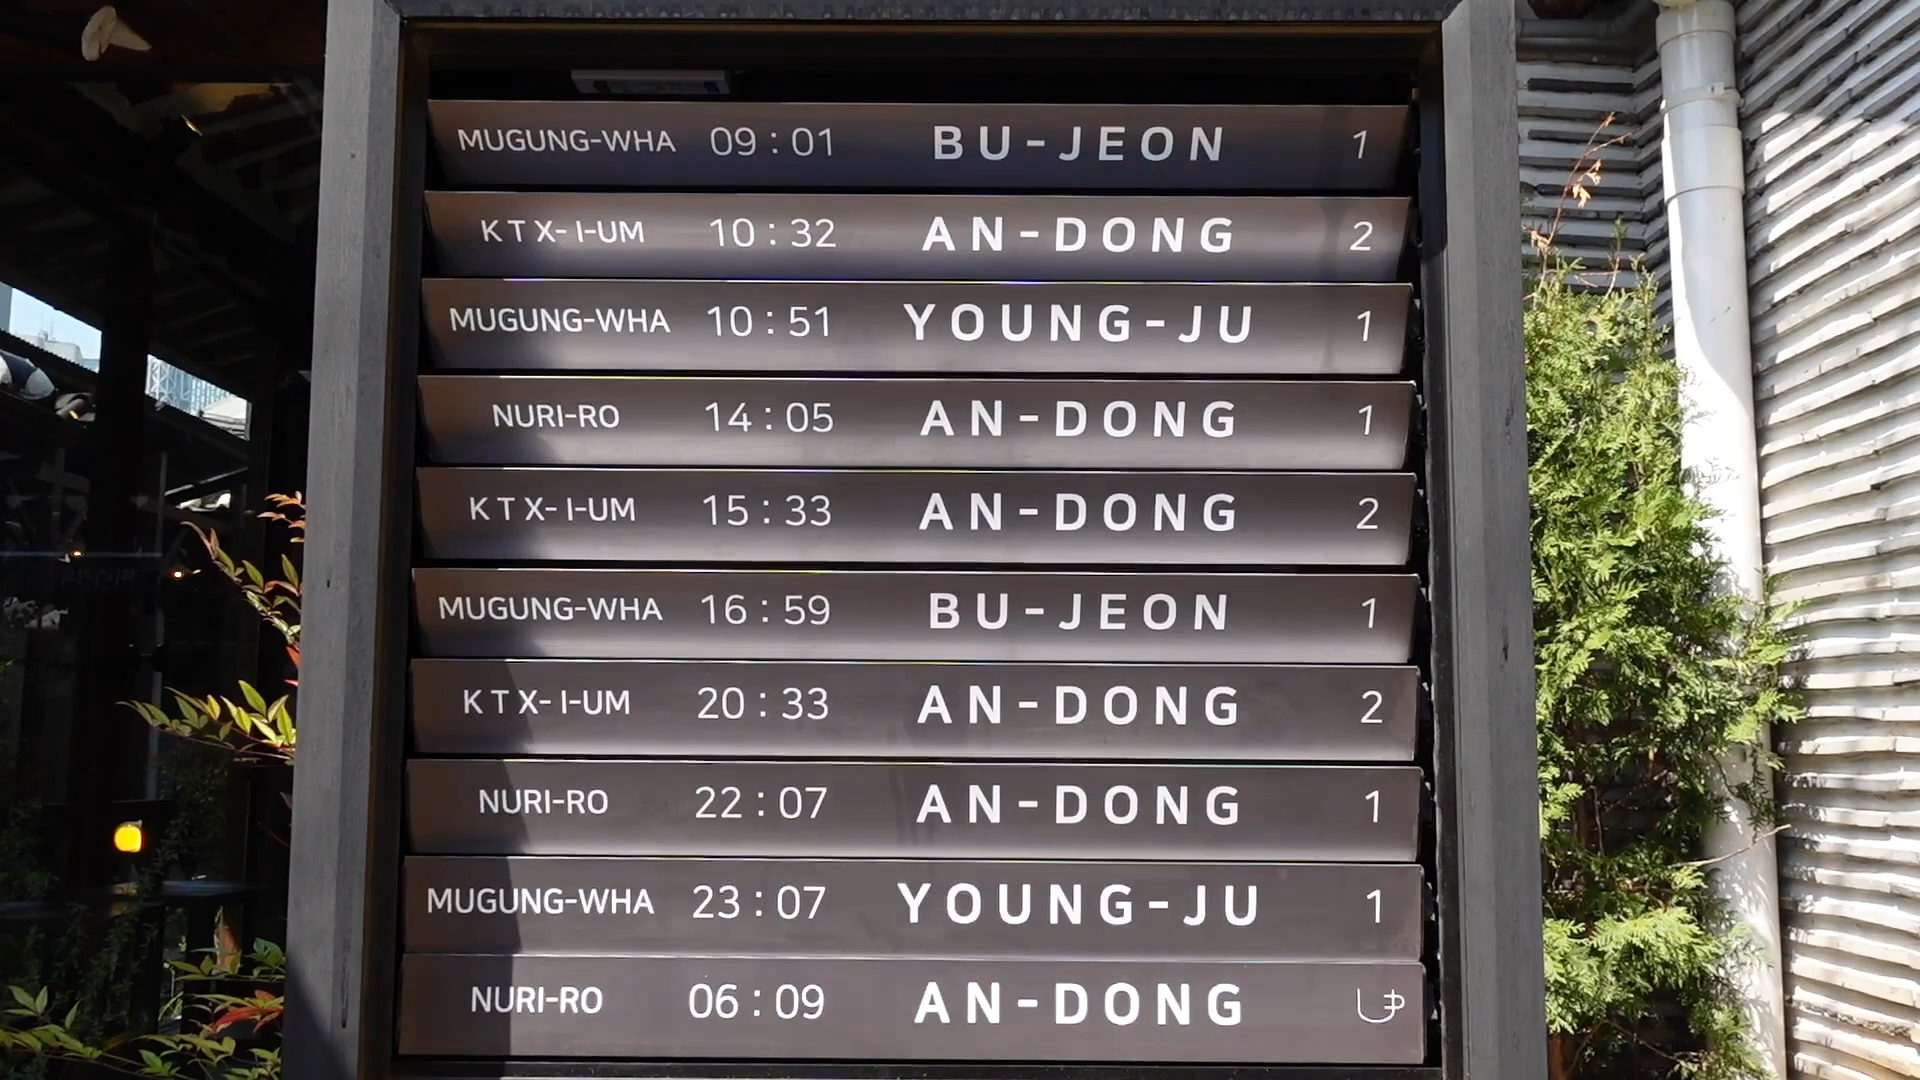 MUGUNG-WHA 09:01 BU-JEON 1
KTX-I-UM 10:32 AN-DONG 2
MUGUNG-WHA 10:51 YOUNG-JU 1
NURI-RO 14:05 AN-DONG 1
KTX-I-UM 15:33 AN-DONG 2
MUGUNG-WHA 16:59 BU-JEON 1
KTX-I-UM 20:33 AN-DONG 2
NURI-RO 22:07 AN-DONG 1
MUGUNG-WHA 23:07 YOUNG-JU 1
NURI-RO 06:09 AN-DONG